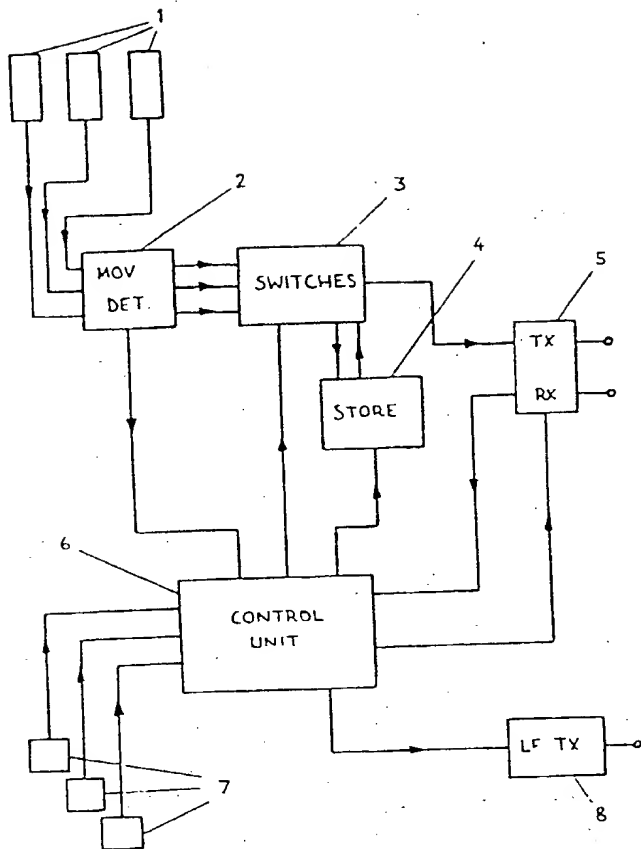 1
2
3
4
5
MOV
DET.
SWITCHES
TX
RX
STORE
6
CONTROL
UNIT
7
LF TX
8